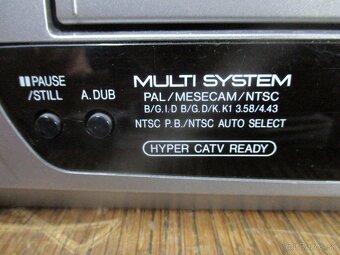 ▮▮PAUSE
/STILL
A. DUB
MULTI SYSTEM
PAL/MESECAM/NTSC
B/G.I.D B/G.D/K.K1 3.58/4.43
NTSC P.B./NTSC AUTO SELECT
HYPER CATV READY